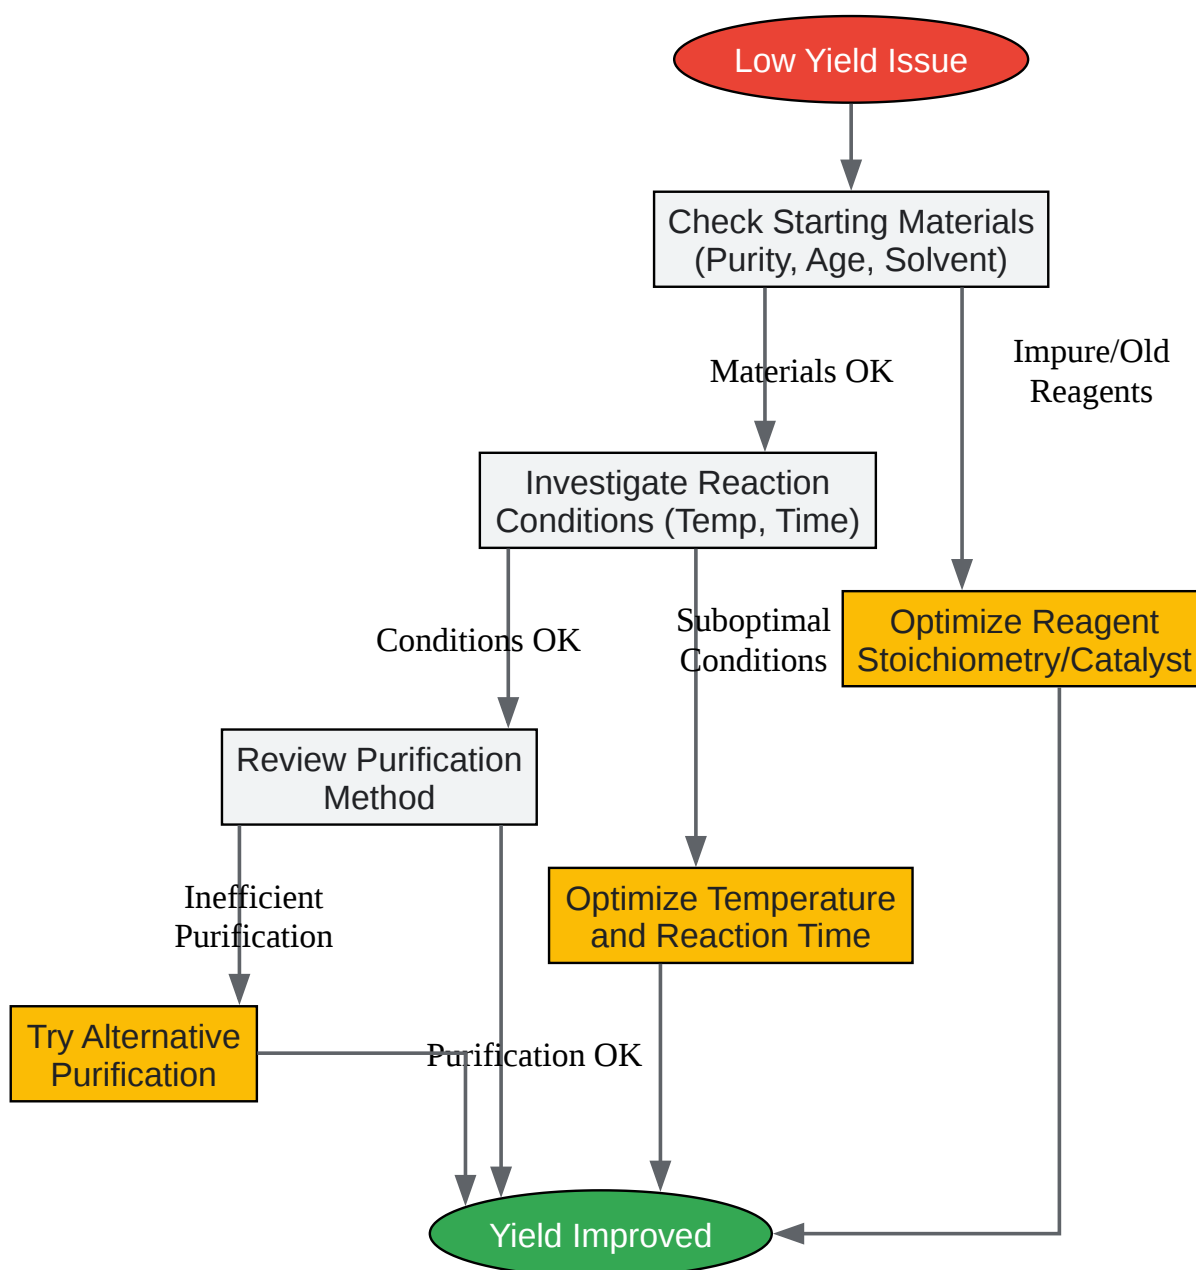 Low Yield Issue
Check Starting Materials
(Purity, Age, Solvent)
Materials OK
Impure/Old
Reagents
Investigate Reaction
Conditions (Temp, Time)
Conditions OK
Suboptimal
Conditions
Optimize Reagent
Stoichiometry/Catalyst
Review Purification
Method
Inefficient
Purification
Optimize Temperature
and Reaction Time
Try Alternative
Purification
Purification OK
Yield Improved